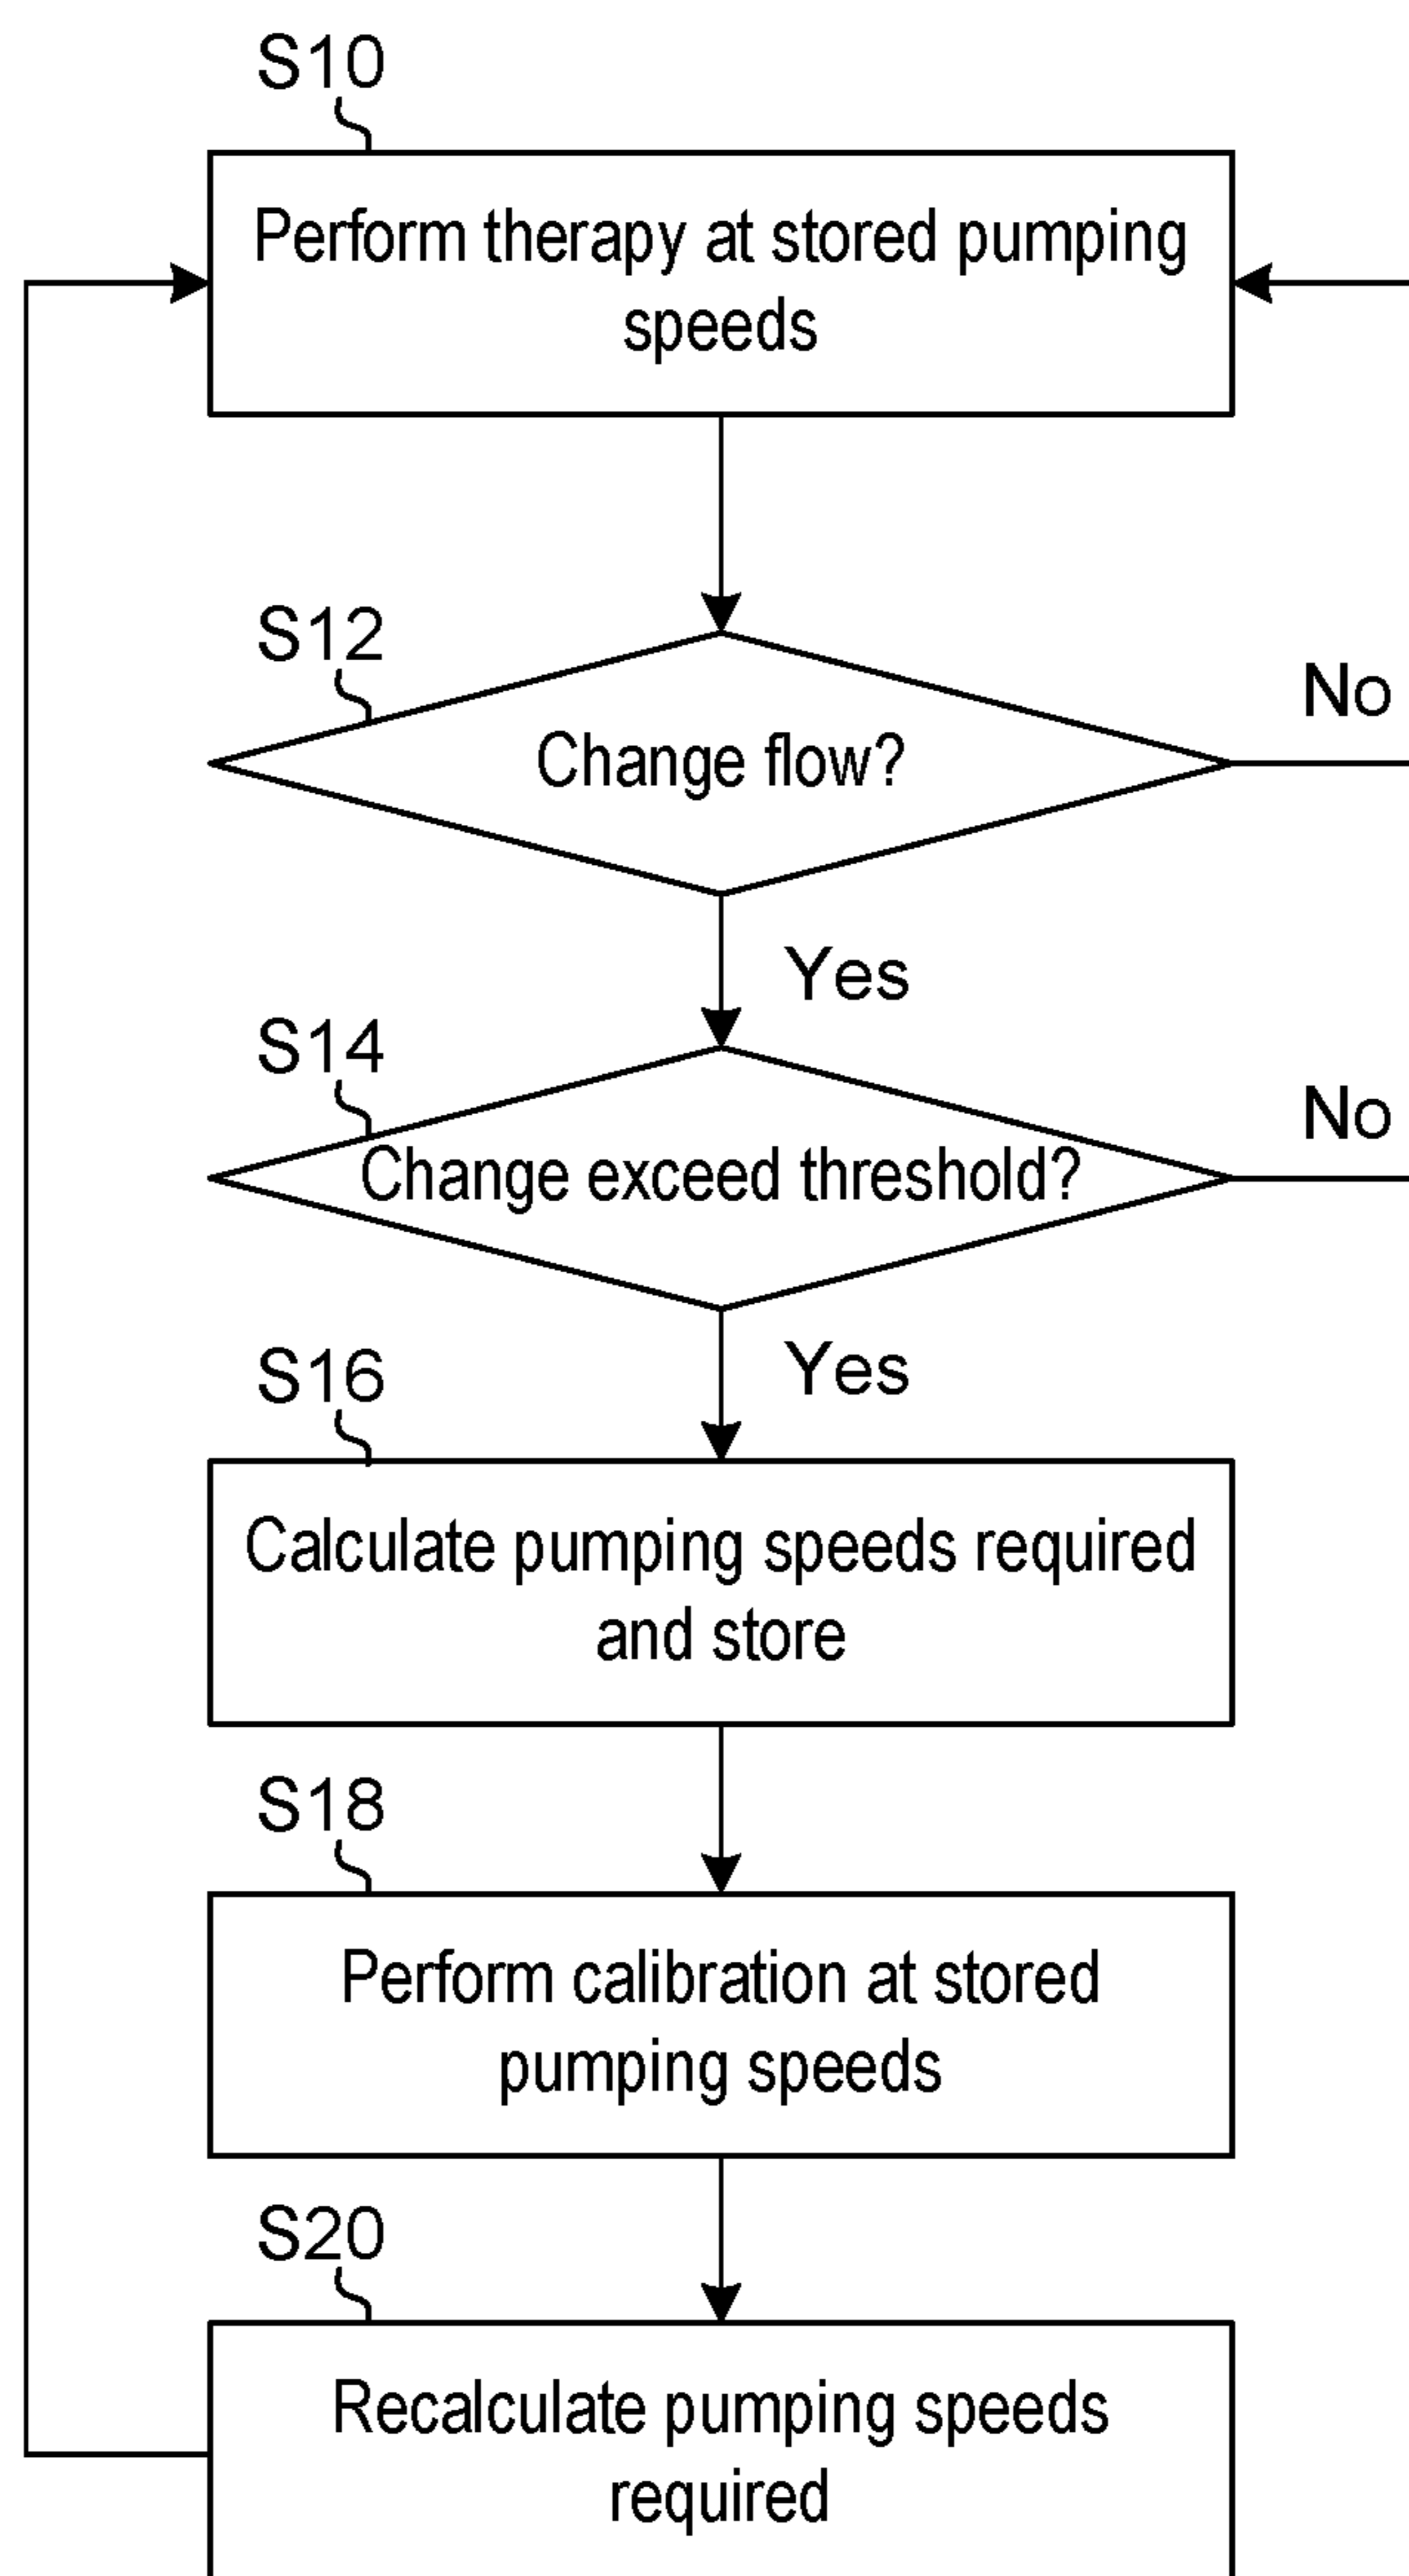 S10
Perform therapy at stored pumping
speeds
S12
Change flow?
No
Yes
S14
Change exceed threshold?
No
Yes
S16
Calculate pumping speeds required
and store
S18
Perform calibration at stored
pumping speeds
S20
Recalculate pumping speeds
required